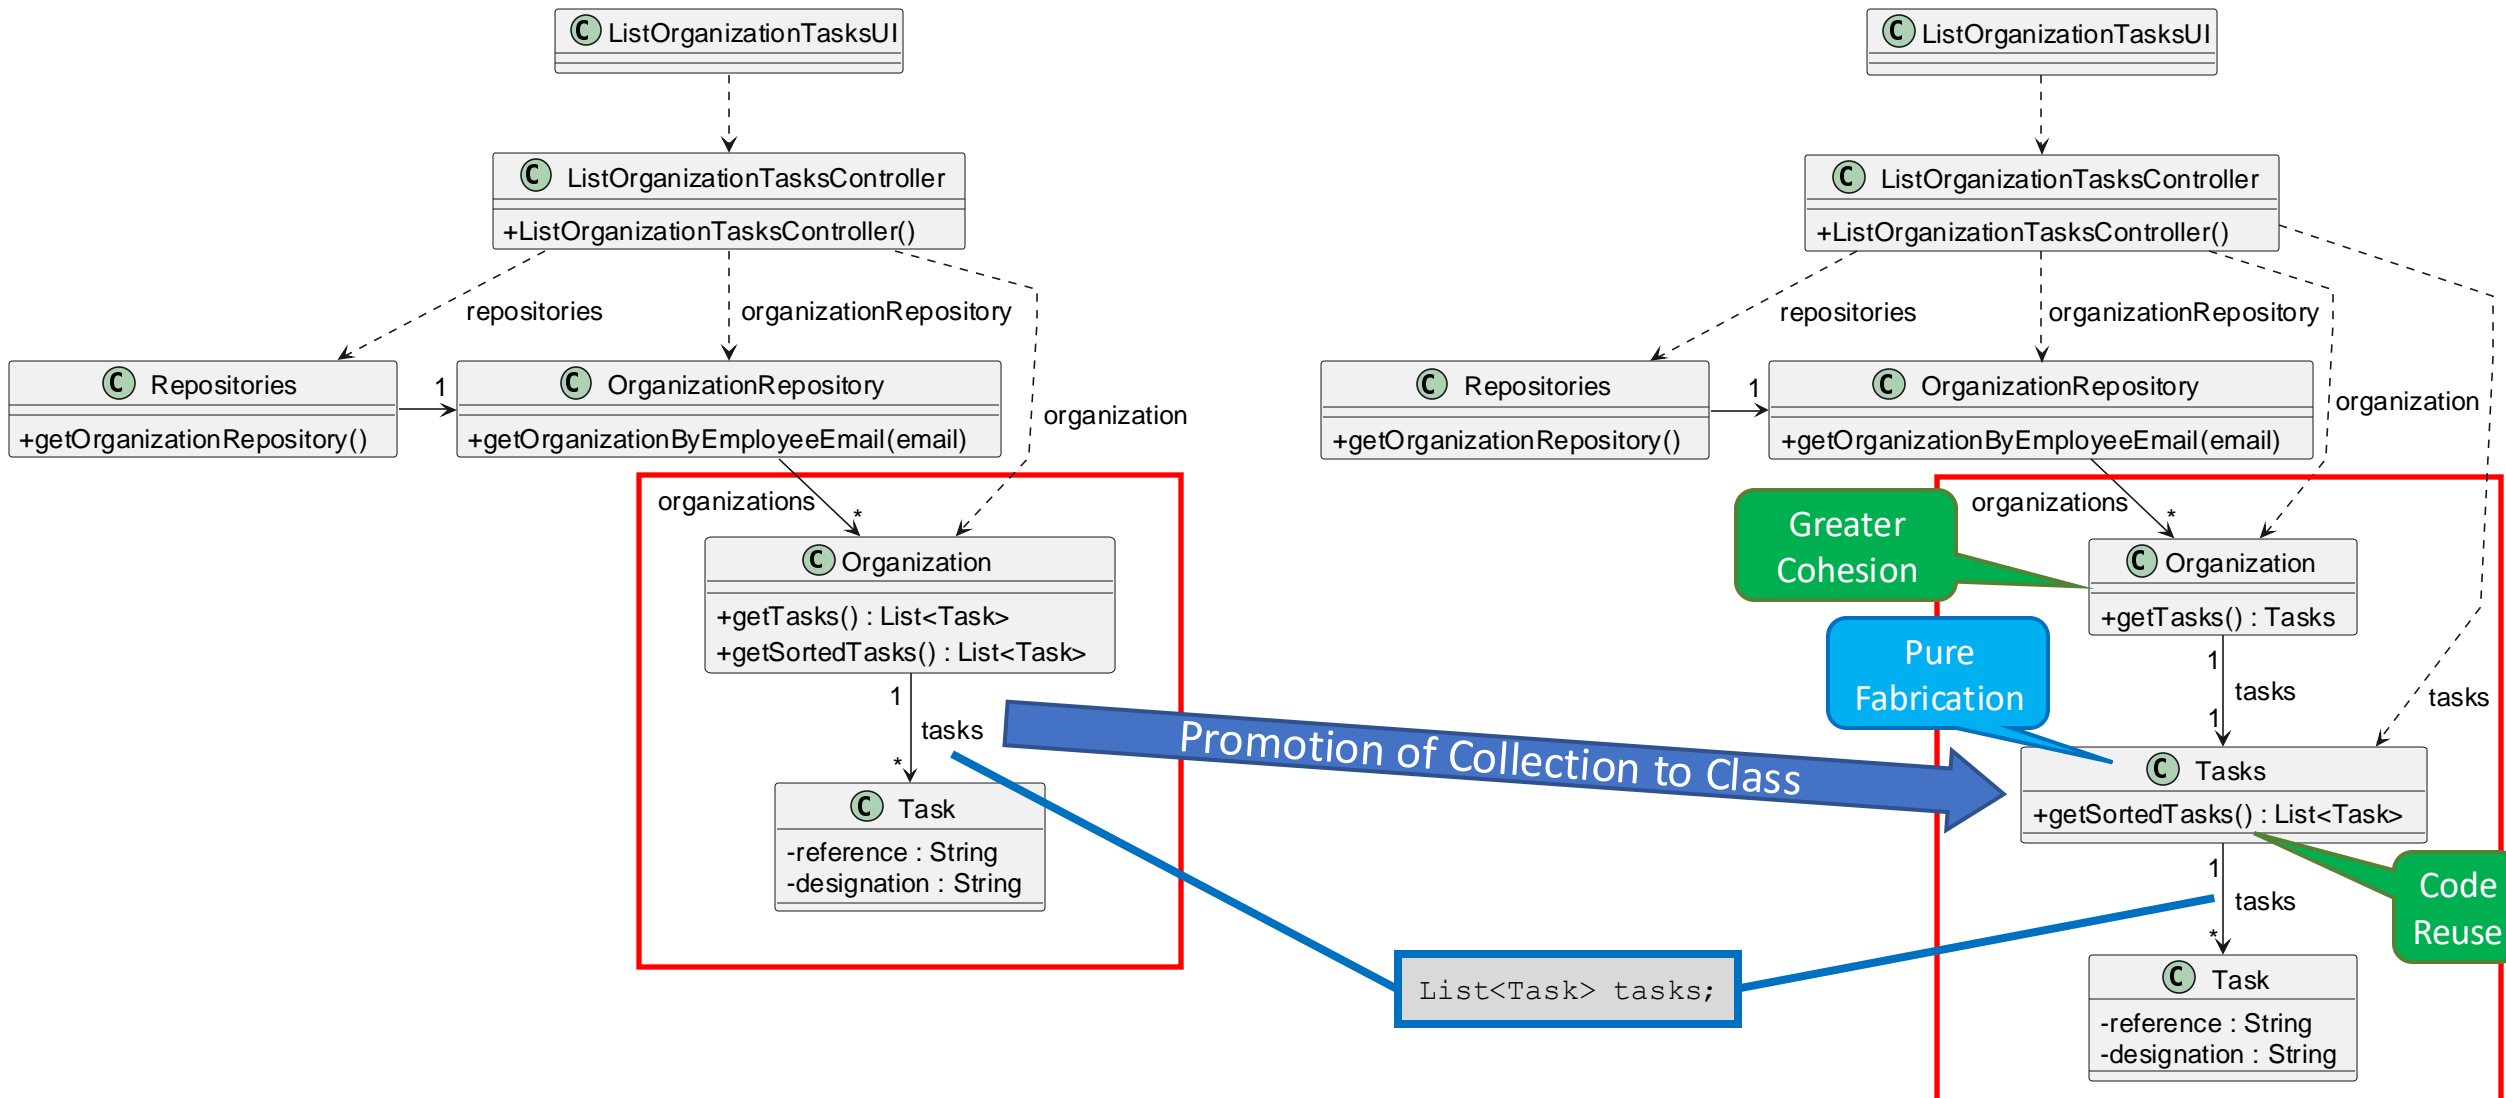 C ListOrganizationTasksUI
C ListOrganizationTasksController
+ListOrganizationTasksController()
repositories
organizationRepository
organization
C Repositories
+getOrganizationRepository()
1
C OrganizationRepository
+getOrganizationByEmployeeEmail(email)
organizations
*
C Organization
+getTasks() : List<Task>
+getSortedTasks() : List<Task>
1
tasks
*
C Task
-reference : String
-designation : String
Promotion of Collection to Class
List<Task> tasks;
C ListOrganizationTasksUI
C ListOrganizationTasksController
+ListOrganizationTasksController()
repositories
organizationRepository
organization
tasks
C Repositories
+getOrganizationRepository()
1
C OrganizationRepository
+getOrganizationByEmployeeEmail(email)
organizations
*
Greater
Cohesion
C Organization
+getTasks() : Tasks
Pure
Fabrication
1
tasks
1
C Tasks
+getSortedTasks() : List<Task>
1
tasks
*
Code
Reuse
C Task
-reference : String
-designation : String